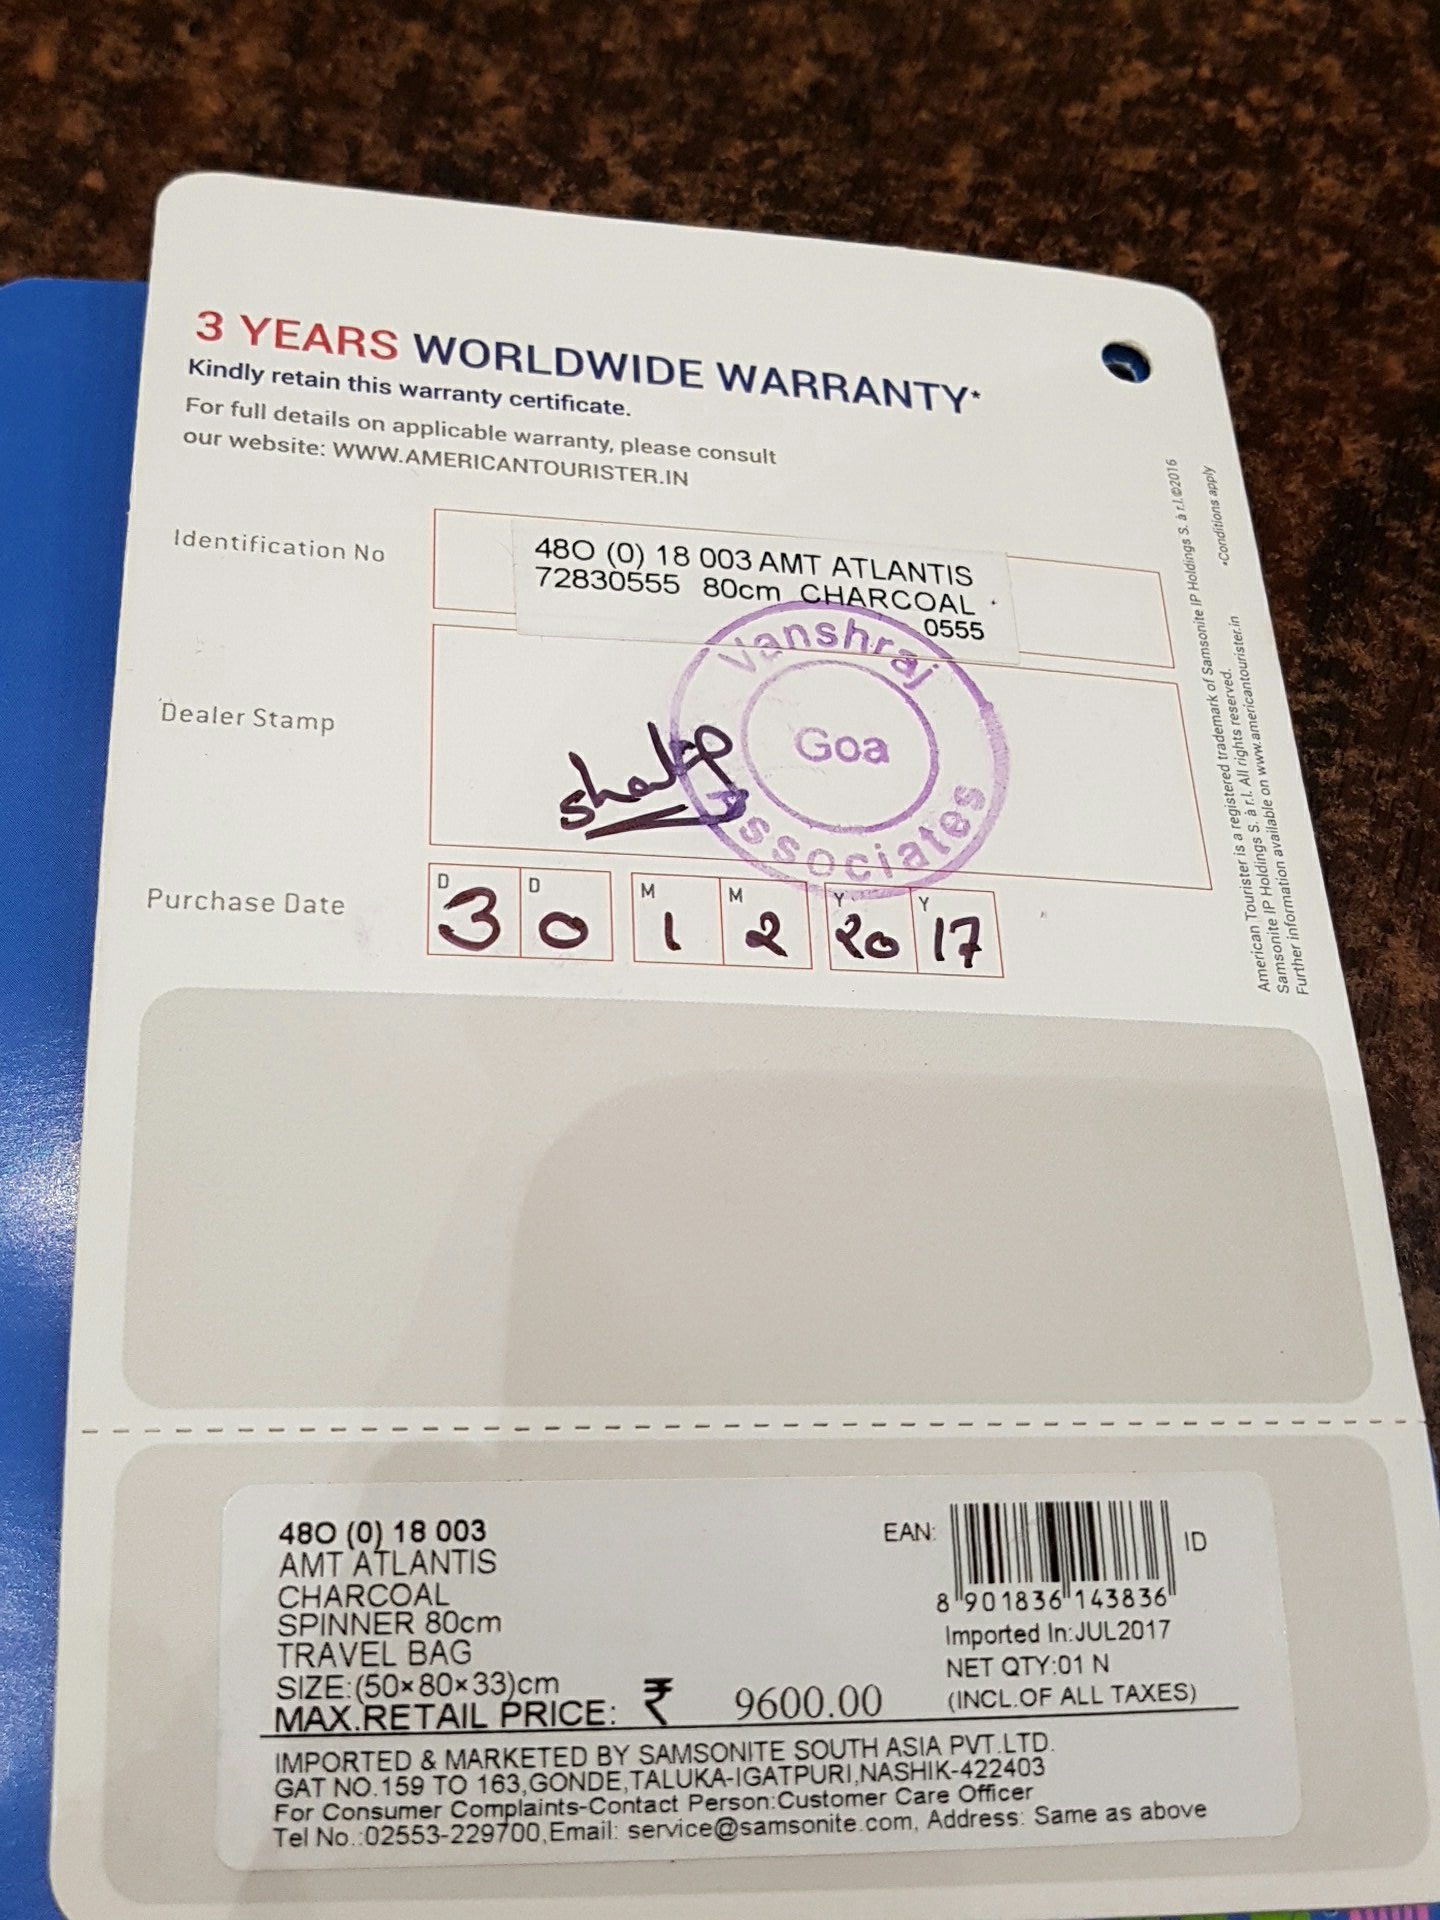 3 YEARS WORLDWIDE WARRANTY*
Kindly retain this warranty certificate.
For full details on applicable warranty, please consult
our website: WWW.AMERICANTOURISTER.IN
Identification No
48O (0) 18 003 AMT ATLANTIS
72830555 80cm CHARCOAL
0555
Dealer Stamp
Vanshraj
Goa
Associates
Purchase Date
D D M M Y Y
3 0 1 2 20 17
American Tourister is a registered trademark of Samsonite IP Holdings S. à r.l.©2016
Samsonite IP Holdings S. à r.l. All rights reserved.
Further information available on www.americantourister.in
*Conditions apply
48O (0) 18 003
AMT ATLANTIS
CHARCOAL
SPINNER 80cm
TRAVEL BAG
SIZE:(50×80×33)cm
MAX.RETAIL PRICE: ₹ 9600.00
EAN:
ID
8 901836 143836
Imported In:JUL2017
NET QTY:01 N
(INCL.OF ALL TAXES)
IMPORTED & MARKETED BY SAMSONITE SOUTH ASIA PVT.LTD.
GAT NO.159 TO 163,GONDE,TALUKA-IGATPURI,NASHIK-422403
For Consumer Complaints-Contact Person:Customer Care Officer
Tel No.:02553-229700,Email: service@samsonite.com, Address: Same as above